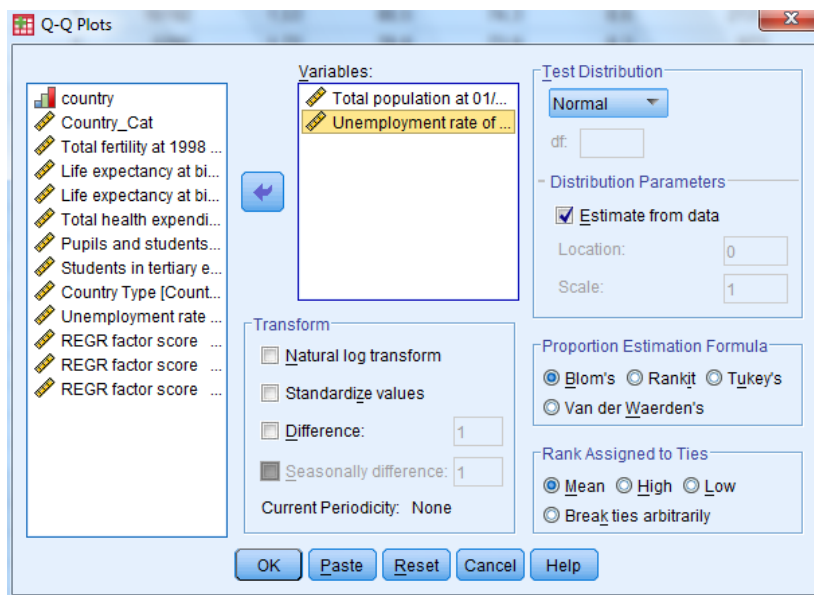 Q-Q Plots
country
Country_Cat
Total fertility at 1998 ...
Life expectancy at bi...
Life expectancy at bi...
Total health expendi...
Pupils and students...
Students in tertiary e...
Country Type [Count...
Unemployment rate ...
REGR factor score ...
REGR factor score ...
REGR factor score ...
Variables:
Total population at 01/...
Unemployment rate of ...
Transform
Natural log transform
Standardize values
Difference: 1
Seasonally difference: 1
Current Periodicity: None
Test Distribution
Normal
df:
Distribution Parameters
Estimate from data
Location: 0
Scale: 1
Proportion Estimation Formula
Blom's Rankit Tukey's
Van der Waerden's
Rank Assigned to Ties
Mean High Low
Break ties arbitrarily
OK Paste Reset Cancel Help